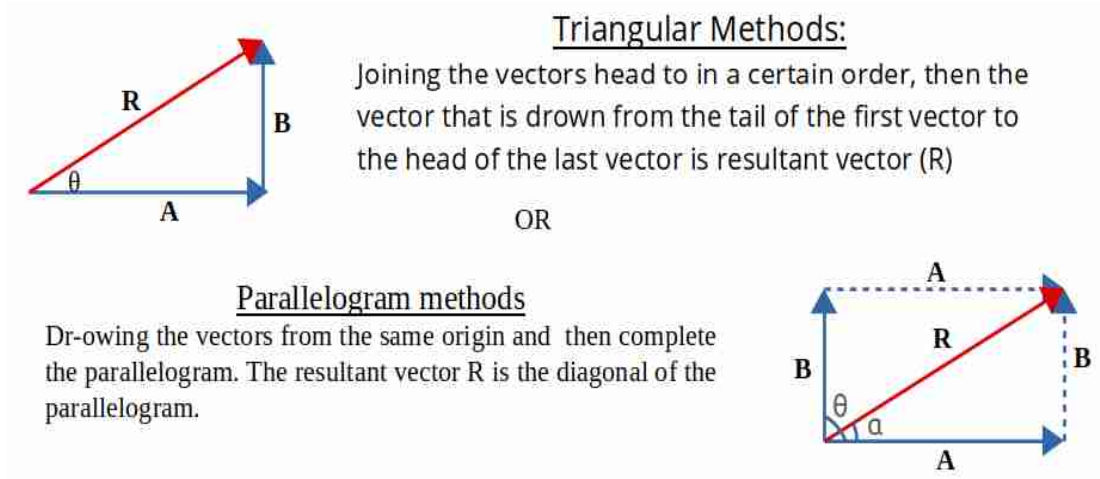 Triangular Methods:
Joining the vectors head to in a certain order, then the
vector that is drown from the tail of the first vector to
the head of the last vector is resultant vector (R)
R
B
θ
A
OR
Parallelogram methods
Dr-owing the vectors from the same origin and then complete
the parallelogram. The resultant vector R is the diagonal of the
parallelogram.
A
R
B
B
θ
α
A